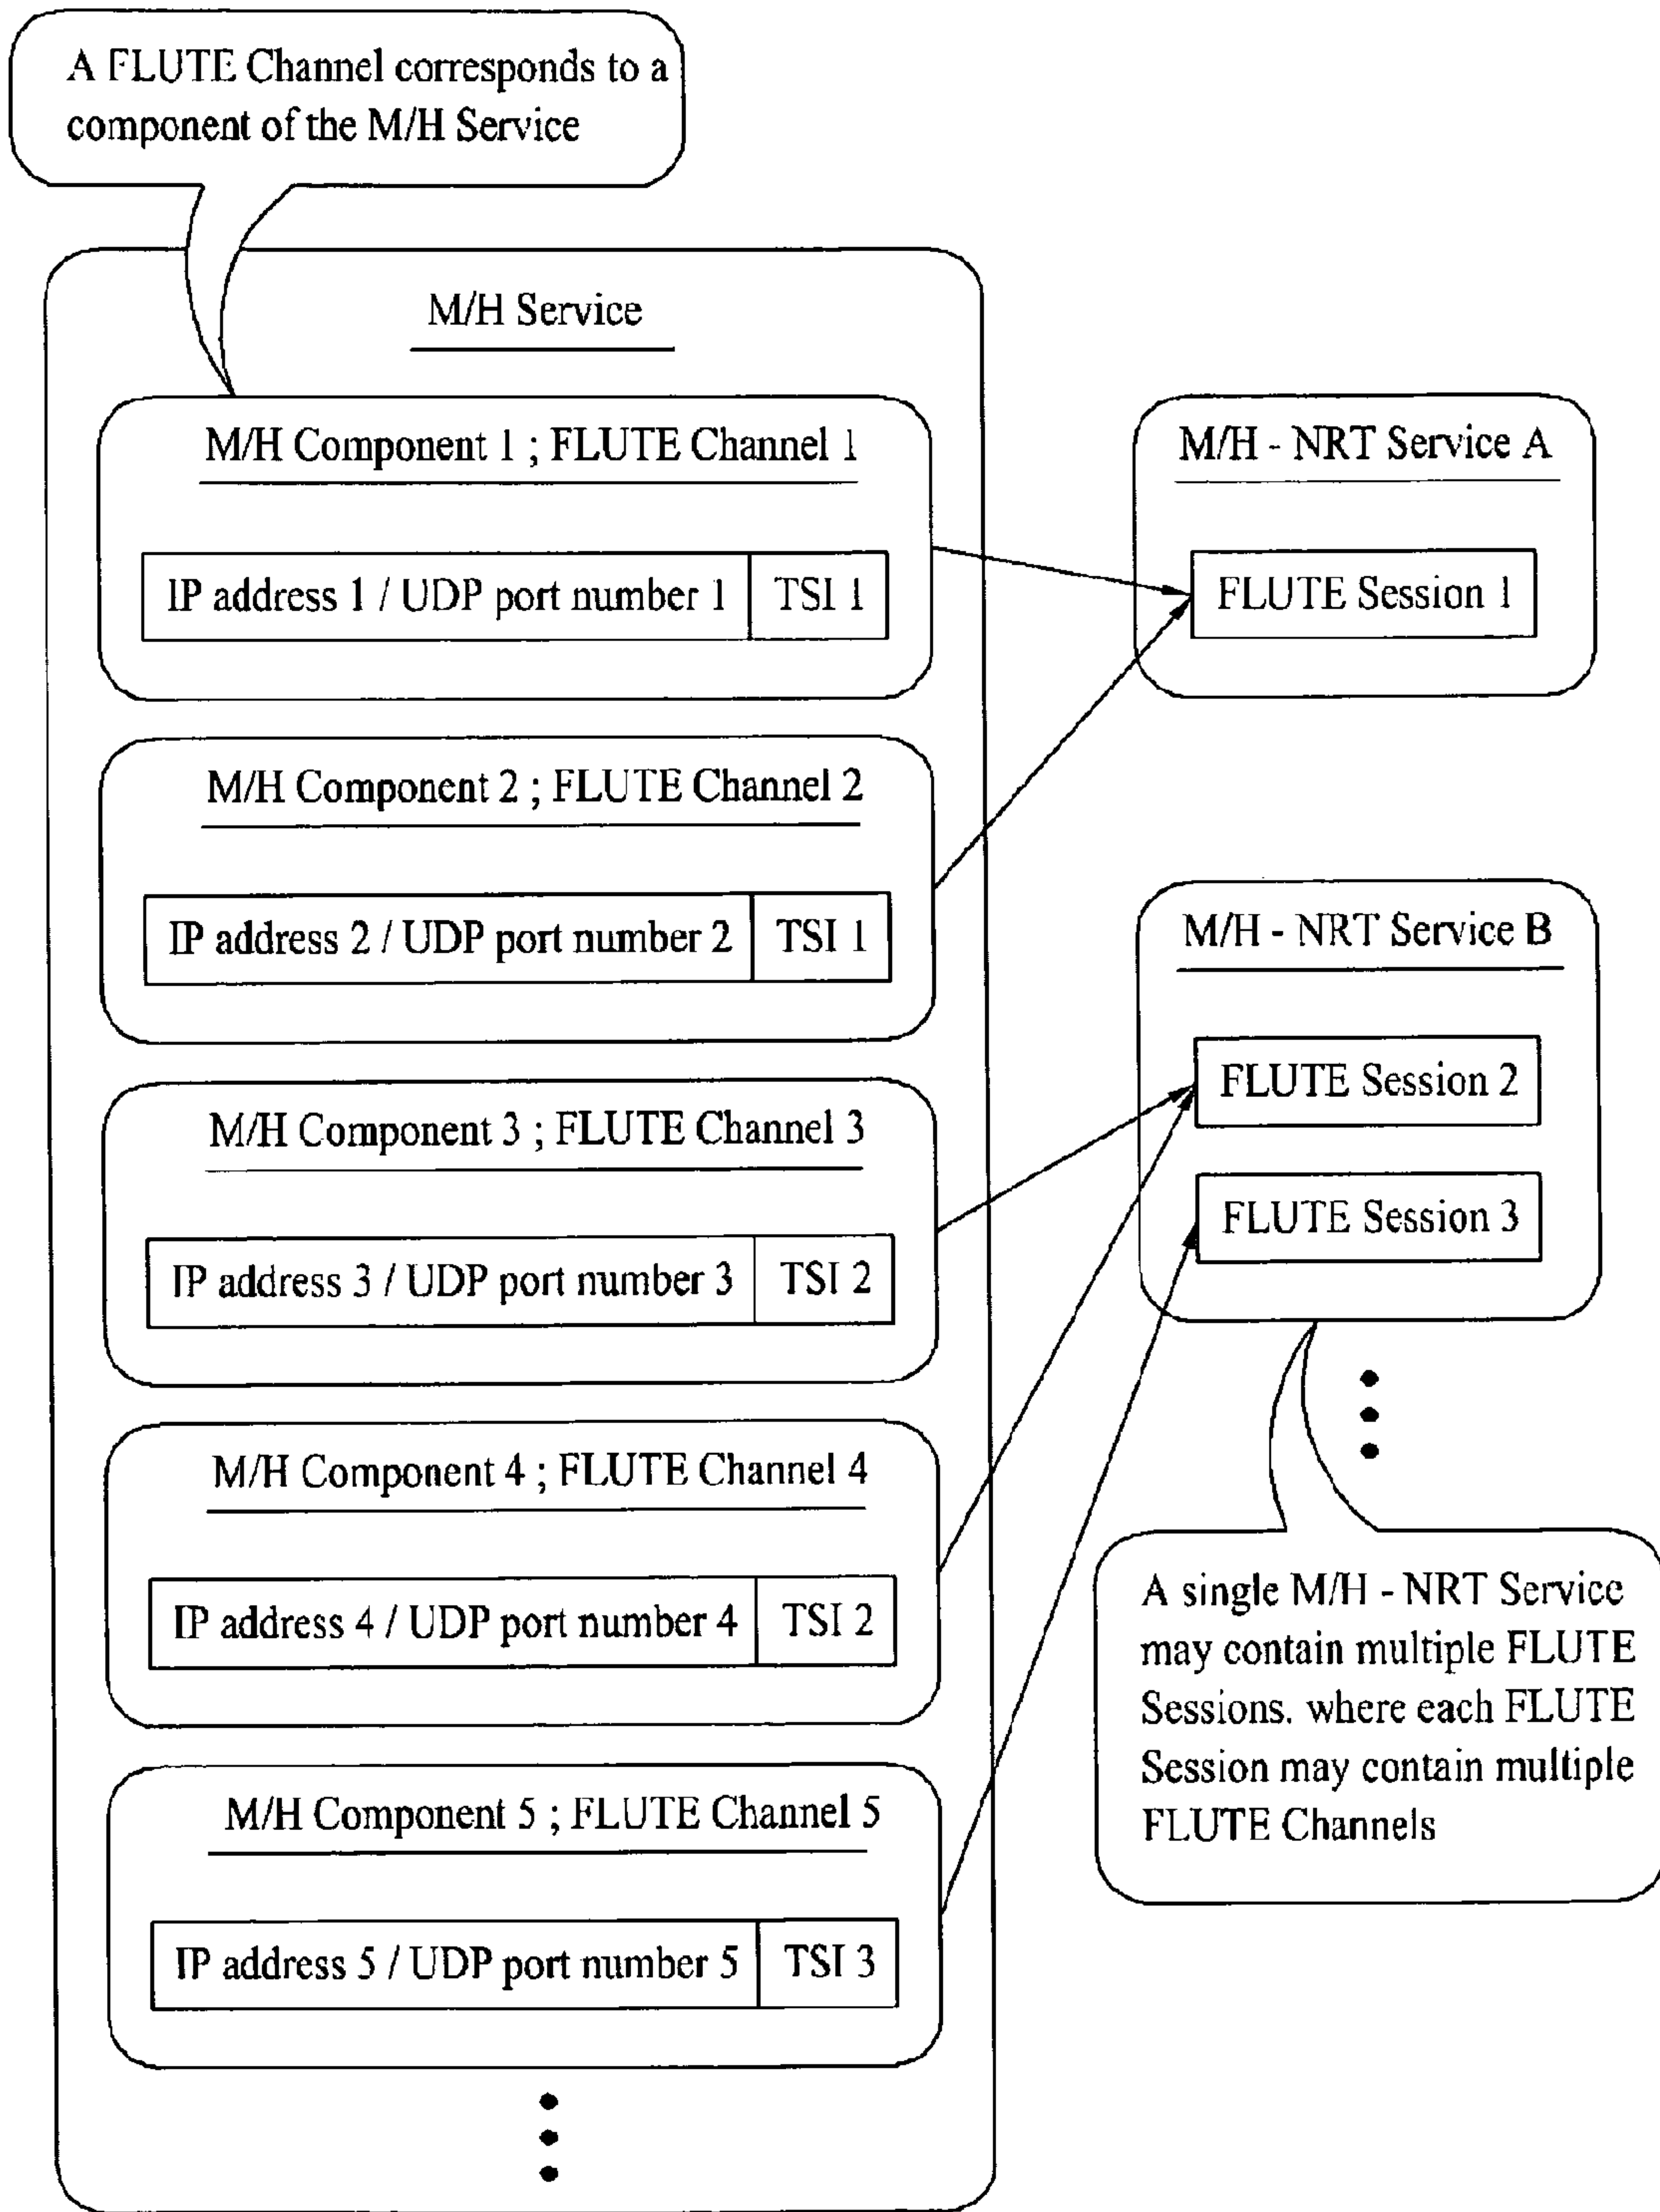 A FLUTE Channel corresponds to a
component of the M/H Service
M/H Service
M/H Component 1 ; FLUTE Channel 1
IP address 1 / UDP port number 1 TSI 1
M/H Component 2 ; FLUTE Channel 2
IP address 2 / UDP port number 2 TSI 1
M/H Component 3 ; FLUTE Channel 3
IP address 3 / UDP port number 3 TSI 2
M/H Component 4 ; FLUTE Channel 4
IP address 4 / UDP port number 4 TSI 2
M/H Component 5 ; FLUTE Channel 5
IP address 5 / UDP port number 5 TSI 3
M/H - NRT Service A
FLUTE Session 1
M/H - NRT Service B
FLUTE Session 2
FLUTE Session 3
A single M/H - NRT Service
may contain multiple FLUTE
Sessions. where each FLUTE
Session may contain multiple
FLUTE Channels